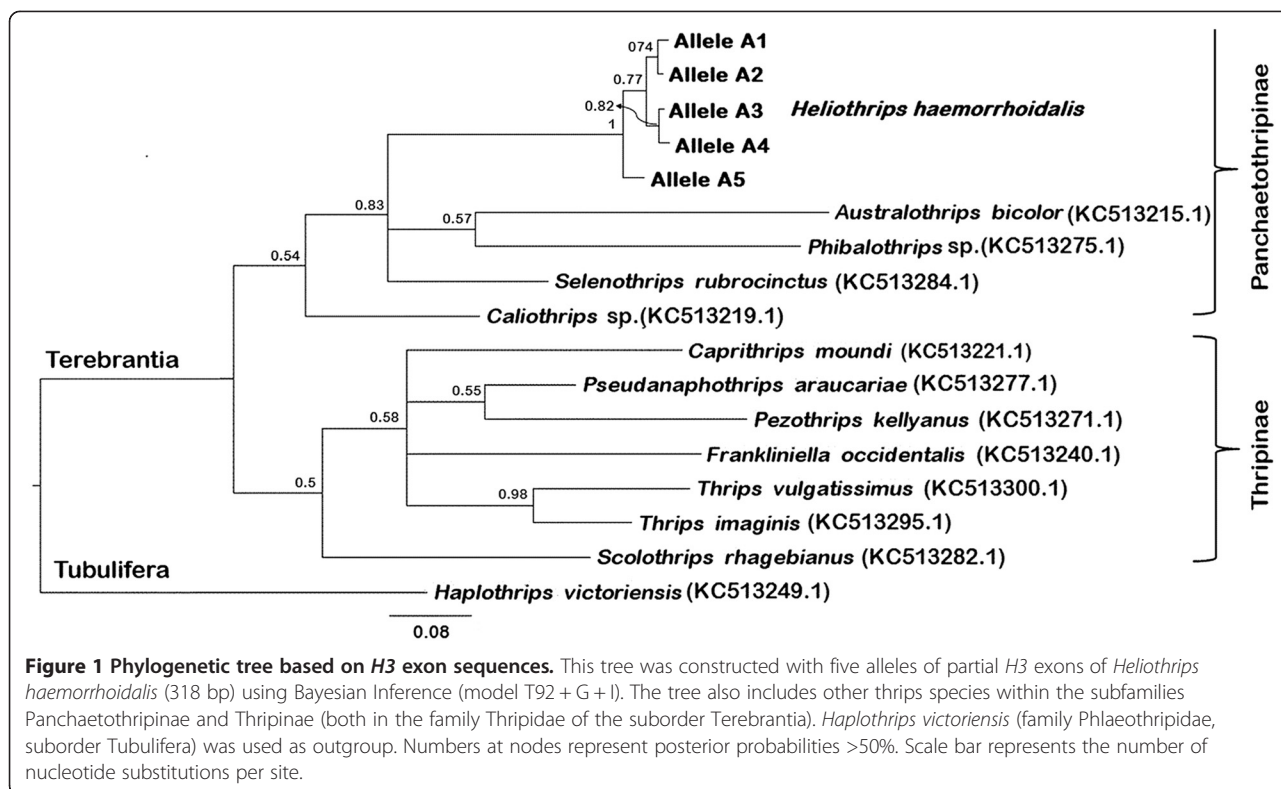 074
Allele A1
Allele A2
0.77
0.82
Allele A3
Heliothrips haemorrhoidalis
1
Allele A4
Allele A5
0.83
0.57
Australothrips bicolor (KC513215.1)
Phibalothrips sp.(KC513275.1)
0.54
Selenothrips rubrocinctus (KC513284.1)
Caliothrips sp.(KC513219.1)
Panchaetothripinae
Terebrantia
Caprithrips moundi (KC513221.1)
0.55
Pseudanaphothrips araucariae (KC513277.1)
0.58
Pezothrips kellyanus (KC513271.1)
Frankliniella occidentalis (KC513240.1)
0.5
0.98
Thrips vulgatissimus (KC513300.1)
Thrips imaginis (KC513295.1)
Scolothrips rhagebianus (KC513282.1)
Thripinae
Tubulifera
Haplothrips victoriensis (KC513249.1)
0.08
Figure 1 Phylogenetic tree based on H3 exon sequences. This tree was constructed with five alleles of partial H3 exons of Heliothrips
haemorrhoidalis (318 bp) using Bayesian Inference (model T92 + G + I). The tree also includes other thrips species within the subfamilies
Panchaetothripinae and Thripinae (both in the family Thripidae of the suborder Terebrantia). Haplothrips victoriensis (family Phlaeothripidae,
suborder Tubulifera) was used as outgroup. Numbers at nodes represent posterior probabilities >50%. Scale bar represents the number of
nucleotide substitutions per site.